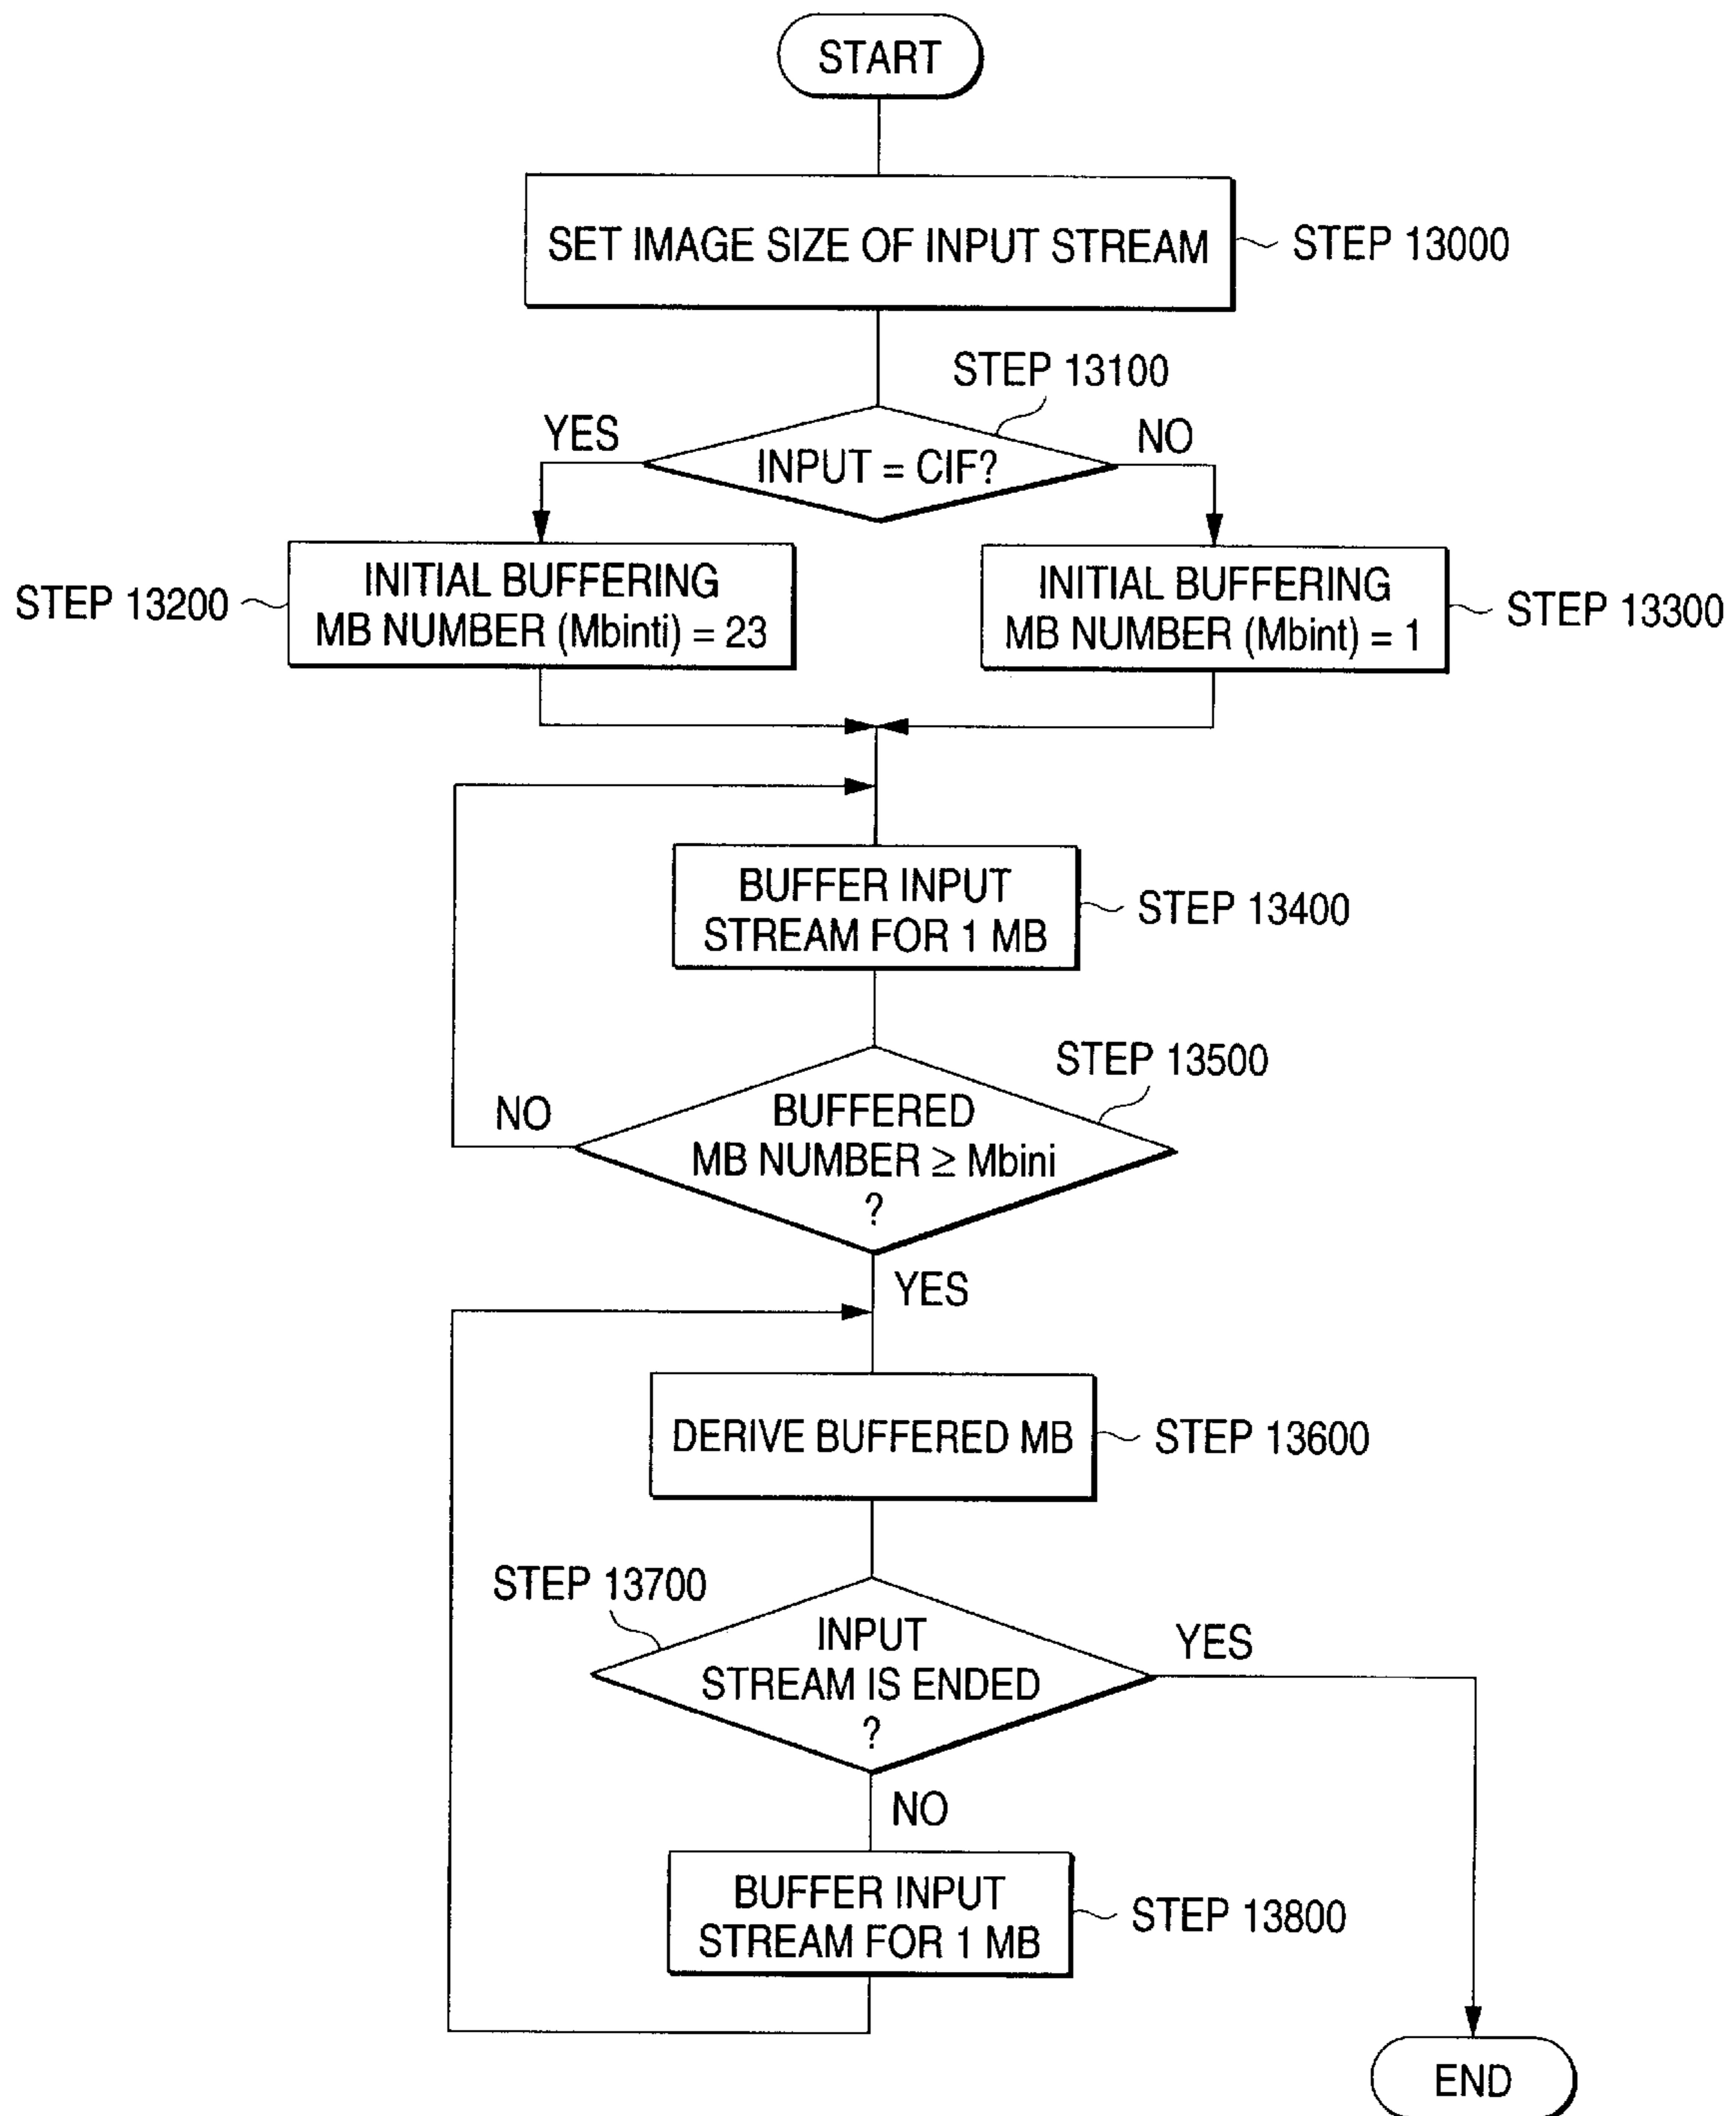 START
SET IMAGE SIZE OF INPUT STREAM
STEP 13000
STEP 13100
YES
INPUT = CIF?
NO
STEP 13200
INITIAL BUFFERING
MB NUMBER (Mbinti) = 23
INITIAL BUFFERING
MB NUMBER (Mbint) = 1
STEP 13300
BUFFER INPUT
STREAM FOR 1 MB
STEP 13400
STEP 13500
NO
BUFFERED
MB NUMBER ≥ Mbini
?
YES
DERIVE BUFFERED MB
STEP 13600
STEP 13700
INPUT
STREAM IS ENDED
?
YES
NO
BUFFER INPUT
STREAM FOR 1 MB
STEP 13800
END